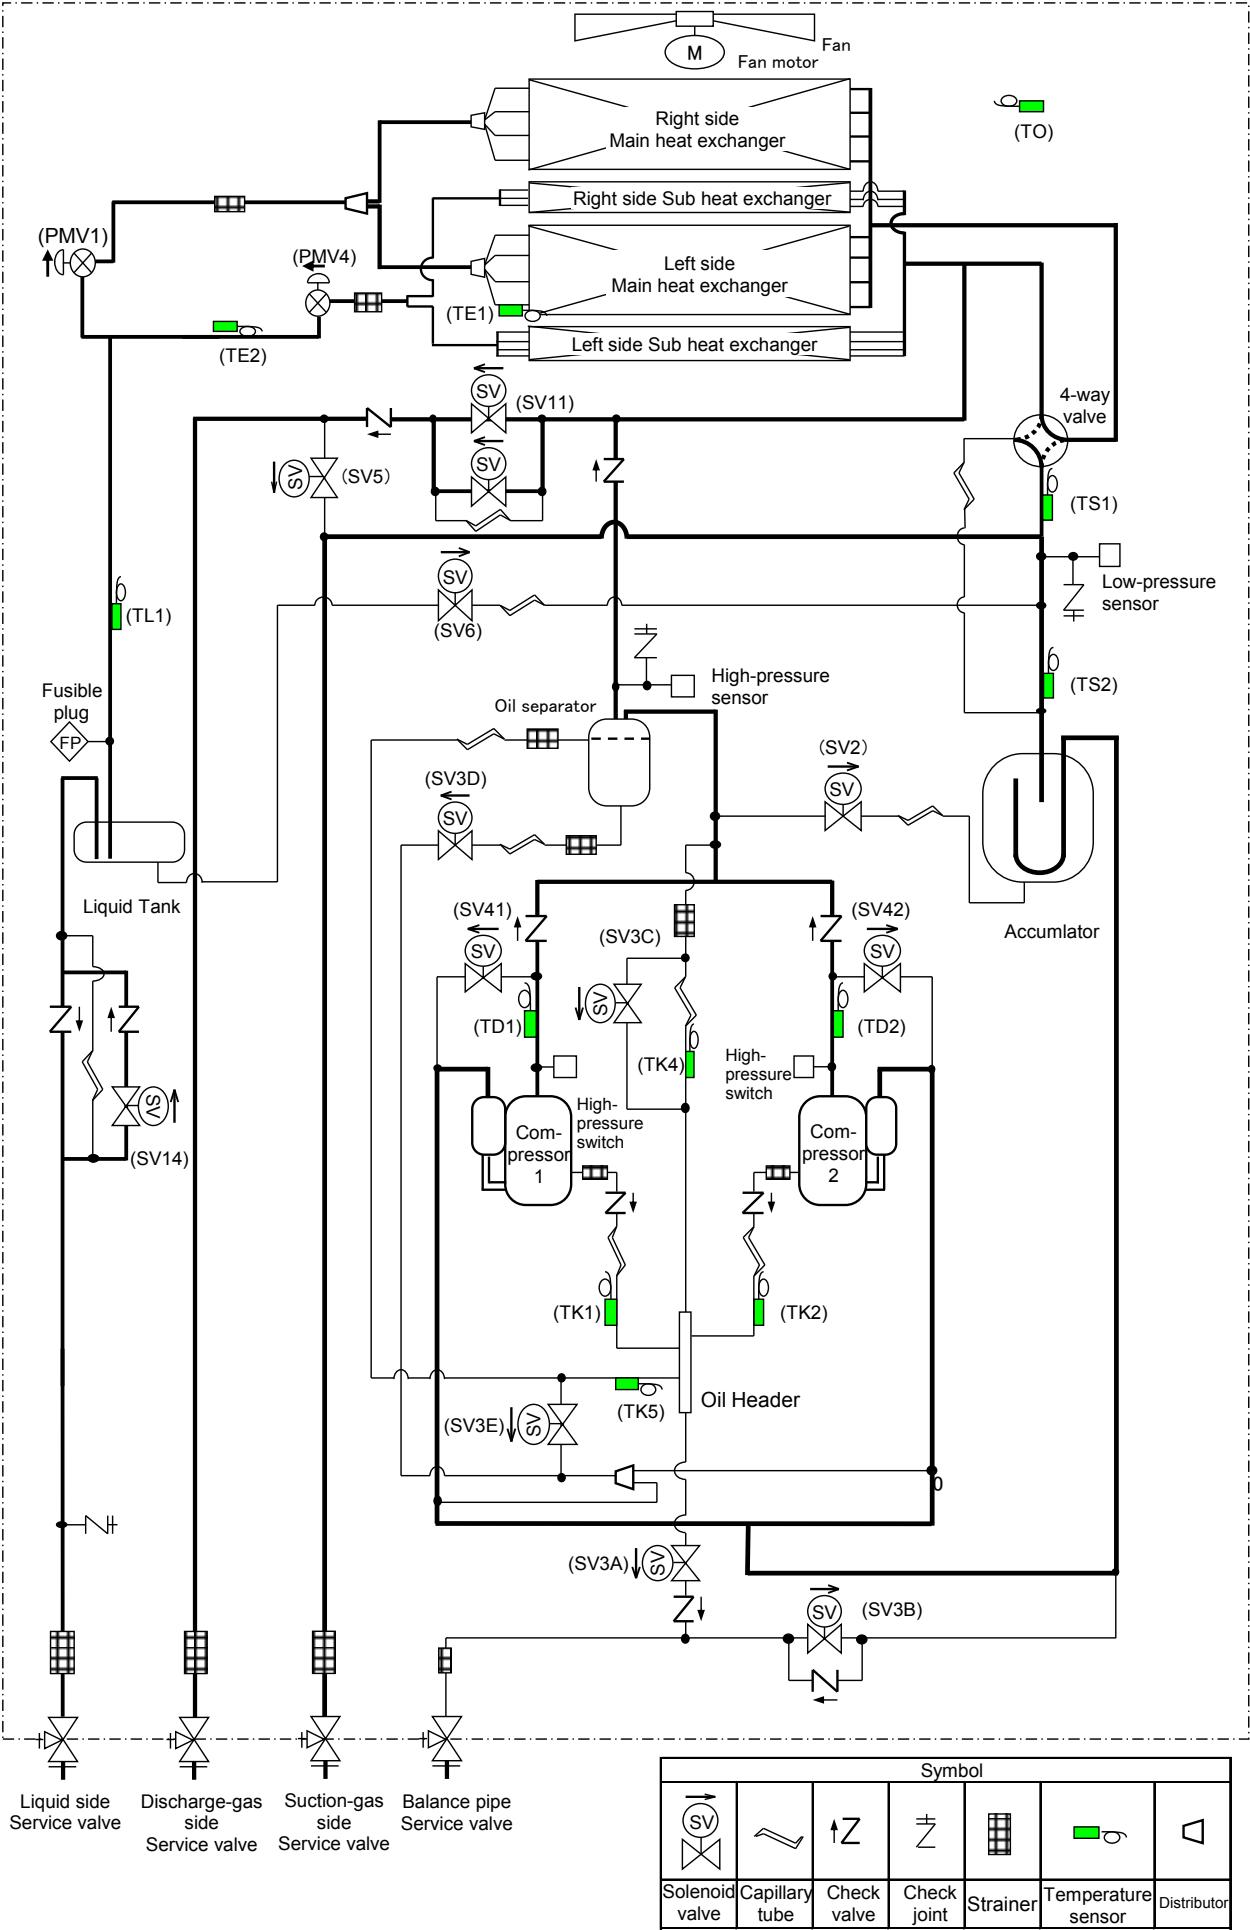 Fan
M
Fan motor
Right side
Main heat exchanger
(TO)
Right side Sub heat exchanger
(PMV1)
(PMV4)
Left side
Main heat exchanger
(TE1)
(TE2)
Left side Sub heat exchanger
4-way
valve
SV
(SV11)
SV
SV
(SV5)
(TS1)
SV
(SV6)
Low-pressure
sensor
(TL1)
High-pressure
sensor
(TS2)
Fusible
plug
FP
Oil separator
(SV2)
SV
(SV3D)
SV
Liquid Tank
Accumlator
(SV41)
SV
(SV42)
SV
(SV3C)
SV
(TD1)
(TD2)
(TK4)
High-
pressure
switch
High-
pressure
switch
Com-
pressor
1
Com-
pressor
2
SV
(SV14)
(TK1)
(TK2)
(TK5)
Oil Header
(SV3E)
SV
0
(SV3A)
SV
SV
(SV3B)
Liquid side
Service valve
Discharge-gas
side
Service valve
Suction-gas
side
Service valve
Balance pipe
Service valve
Symbol
SV
Solenoid
valve
Capillary
tube
Check
valve
Check
joint
Strainer
Temperature
sensor
Distributor